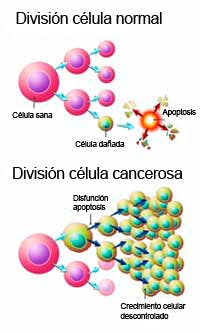 División célula normal
Célula sana
Apoptosis
Célula dañada
División célula cancerosa
Disfunción
apoptosis
Crecimiento celular
descontrolado